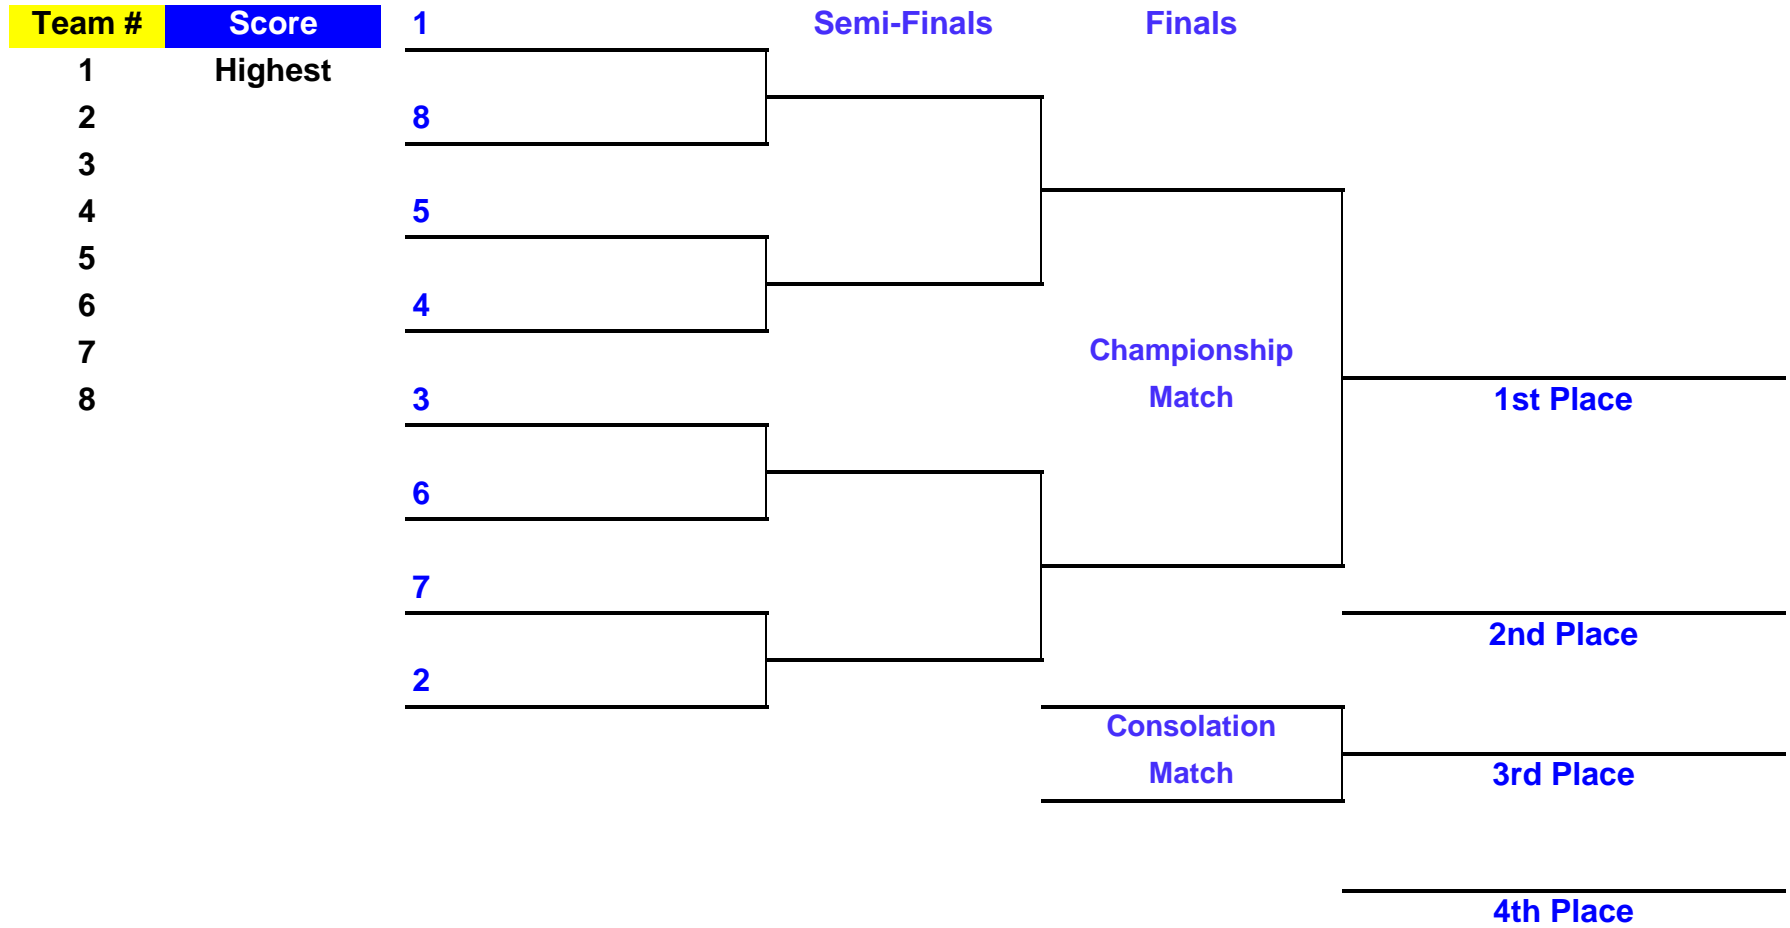 Team # Score 1 Semi-Finals Finals
1 Highest
2 8
3
4 5
5
6 4
7 Championship
8 3 Match 1st Place
6
7
2nd Place
2
Consolation
Match 3rd Place
4th Place